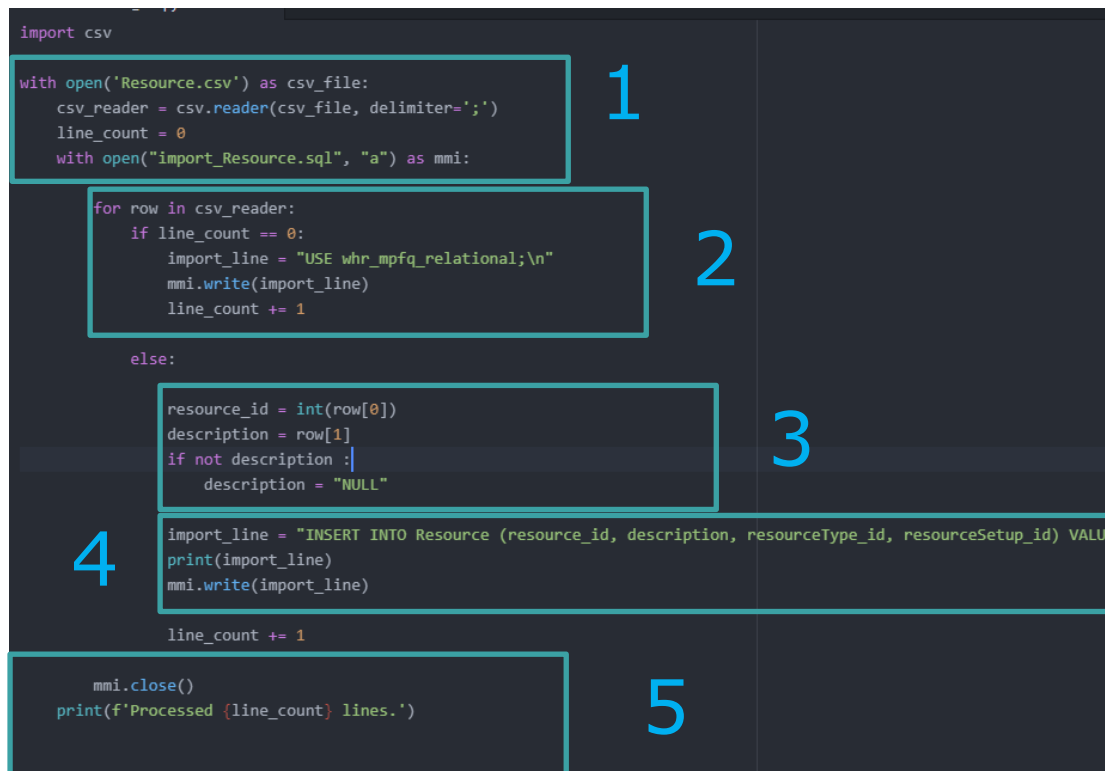 import csv
with open('Resource.csv') as csv_file:
1
csv_reader = csv.reader(csv_file, delimiter=';')
line_count = 0
with open("import_Resource.sql", "a") as mmi:
for row in csv_reader:
if line_count == 0:
2
import_line = "USE whr_mpfq_relational;\n"
mmi.write(import_line)
line_count += 1
else:
resource_id = int(row[0])
description = row[1]
3
if not description :
description = "NULL"
import_line = "INSERT INTO Resource (resource_id, description, resourceType_id, resourceSetup_id) VALU
4
print(import_line)
mmi.write(import_line)
line_count += 1
mmi.close()
5
print(f'Processed {line_count} lines.')